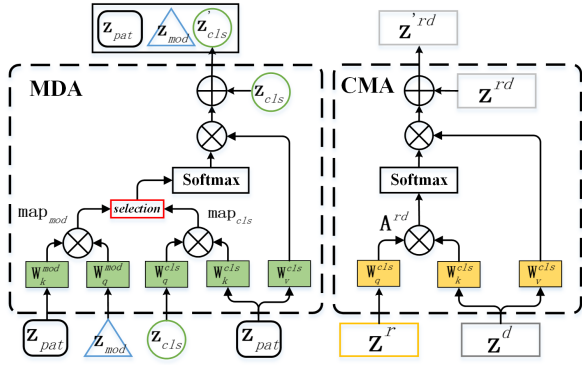 z_pat z_mod z'_cls
z'^rd
MDA
CMA
z_cls
z^rd
Softmax
Softmax
map_mod
selection
map_cls
A^rd
W_k^mod W_q^mod W_q^cls W_k^cls W_v^cls
W_q^cls W_k^cls W_v^cls
z_pat z_mod z_cls z_pat
z^r z^d